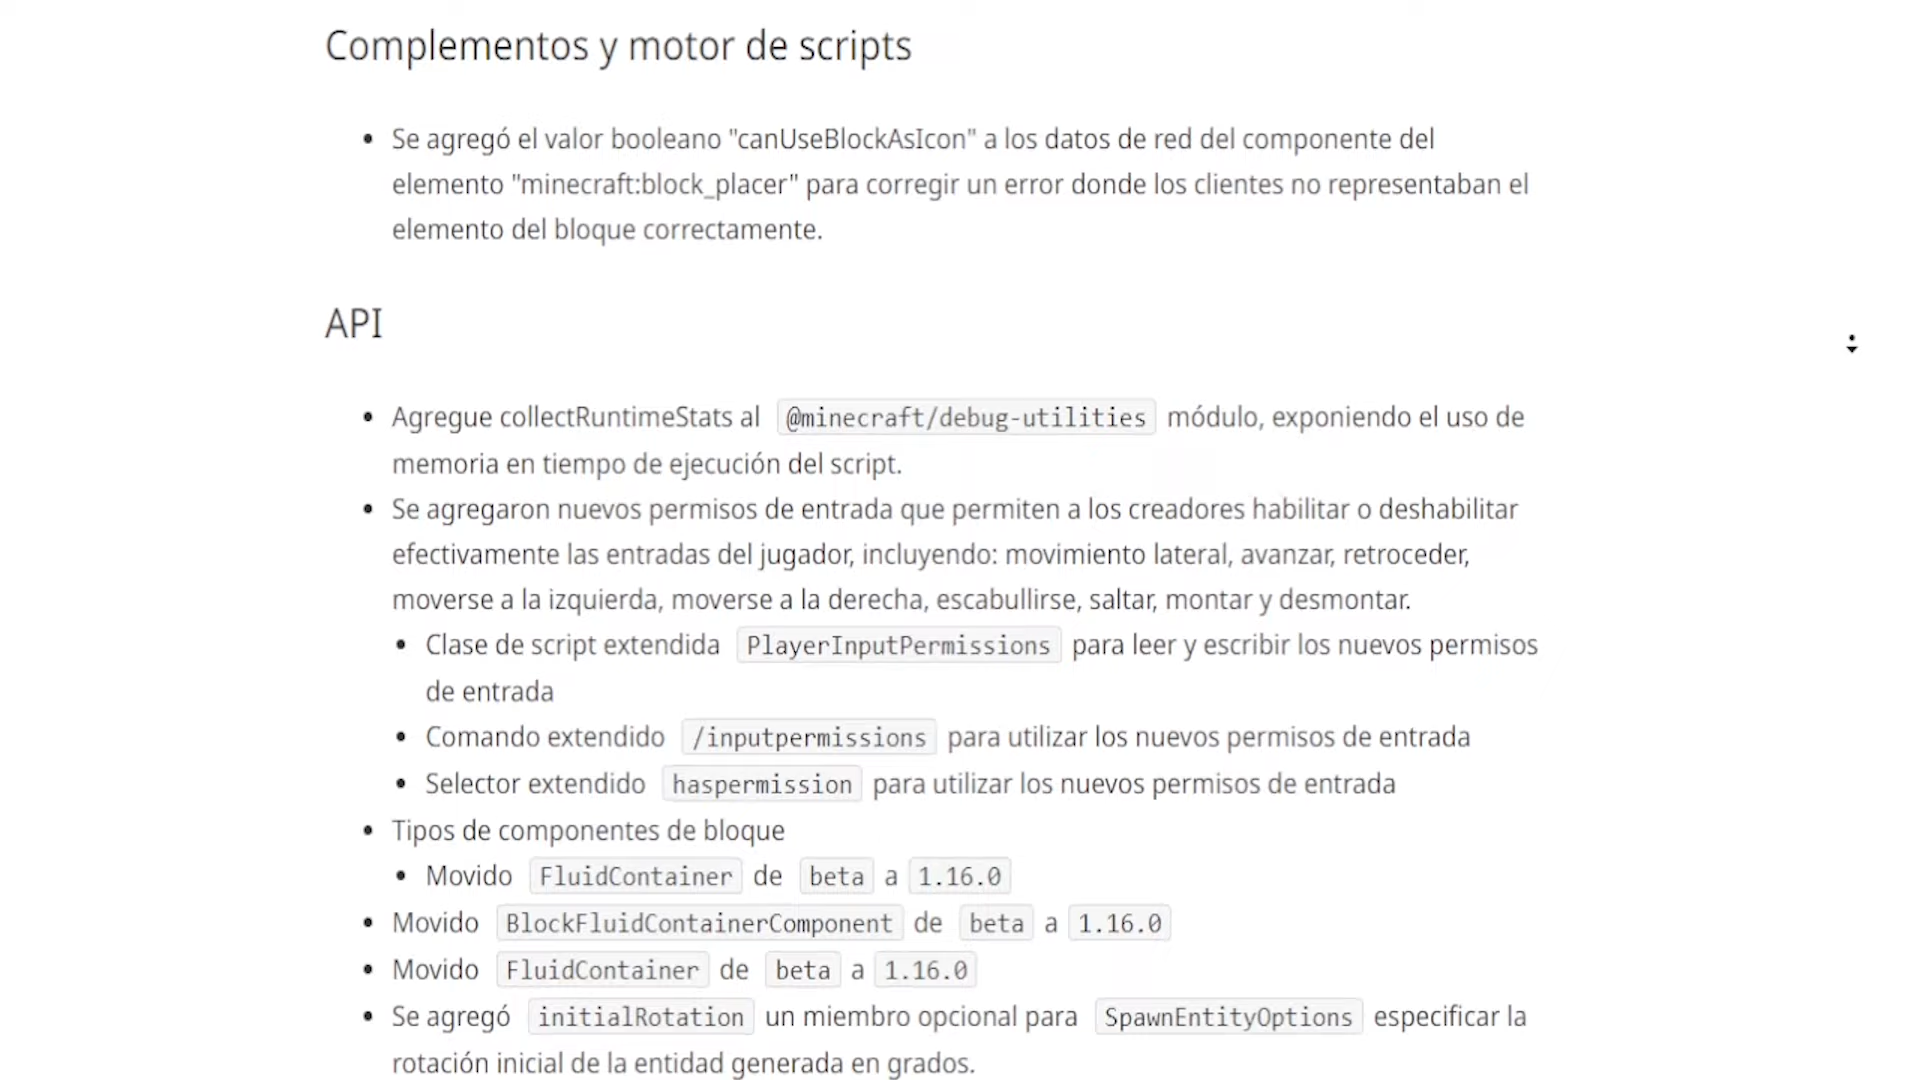 Complementos y motor de scripts
Se agregó el valor booleano "canUseBlockAsIcon" a los datos de red del componente del
elemento "minecraft:block_placer" para corregir un error donde los clientes no representaban el
elemento del bloque correctamente.
API
Agregue collectRuntimeStats al @minecraft/debug-utilities módulo, exponiendo el uso de
memoria en tiempo de ejecución del script.
Se agregaron nuevos permisos de entrada que permiten a los creadores habilitar o deshabilitar
efectivamente las entradas del jugador, incluyendo: movimiento lateral, avanzar, retroceder,
moverse a la izquierda, moverse a la derecha, escabullirse, saltar, montar y desmontar.
Clase de script extendida PlayerInputPermissions para leer y escribir los nuevos permisos
de entrada
Comando extendido /inputpermissions para utilizar los nuevos permisos de entrada
Selector extendido haspermission para utilizar los nuevos permisos de entrada
Tipos de componentes de bloque
Movido FluidContainer de beta a 1.16.0
Movido BlockFluidContainerComponent de beta a 1.16.0
Movido FluidContainer de beta a 1.16.0
Se agregó initialRotation un miembro opcional para SpawnEntityOptions especificar la
rotación inicial de la entidad generada en grados.